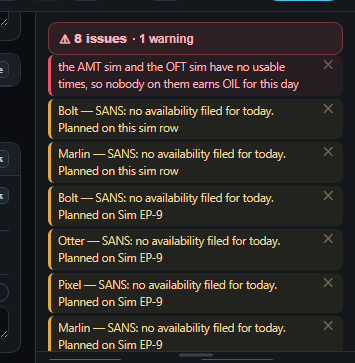 ⚠ 8 issues · 1 warning
the AMT sim and the OFT sim have no usable
times, so nobody on them earns OIL for this day
Bolt — SANS: no availability filed for today.
Planned on this sim row
Marlin — SANS: no availability filed for today.
Planned on this sim row
Bolt — SANS: no availability filed for today.
Planned on Sim EP-9
Otter — SANS: no availability filed for today.
Planned on Sim EP-9
Pixel — SANS: no availability filed for today.
Planned on Sim EP-9
Marlin — SANS: no availability filed for today.
Planned on Sim EP-9